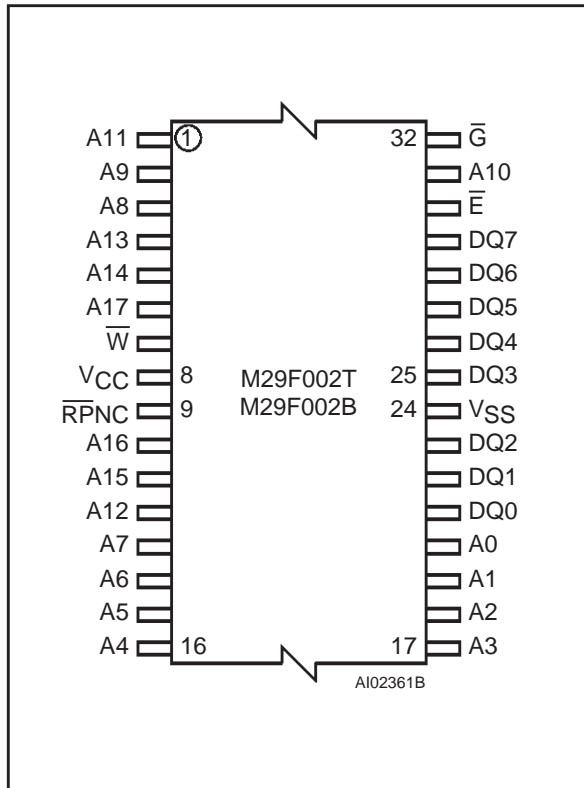 A11 1 32 G̅
A9 A10
A8 E̅
A13 DQ7
A14 DQ6
A17 DQ5
W̅ DQ4
VCC 8 M29F002T 25 DQ3
R̅P̅NC 9 M29F002B 24 VSS
A16 DQ2
A15 DQ1
A12 DQ0
A7 A0
A6 A1
A5 A2
A4 16 17 A3
AI02361B